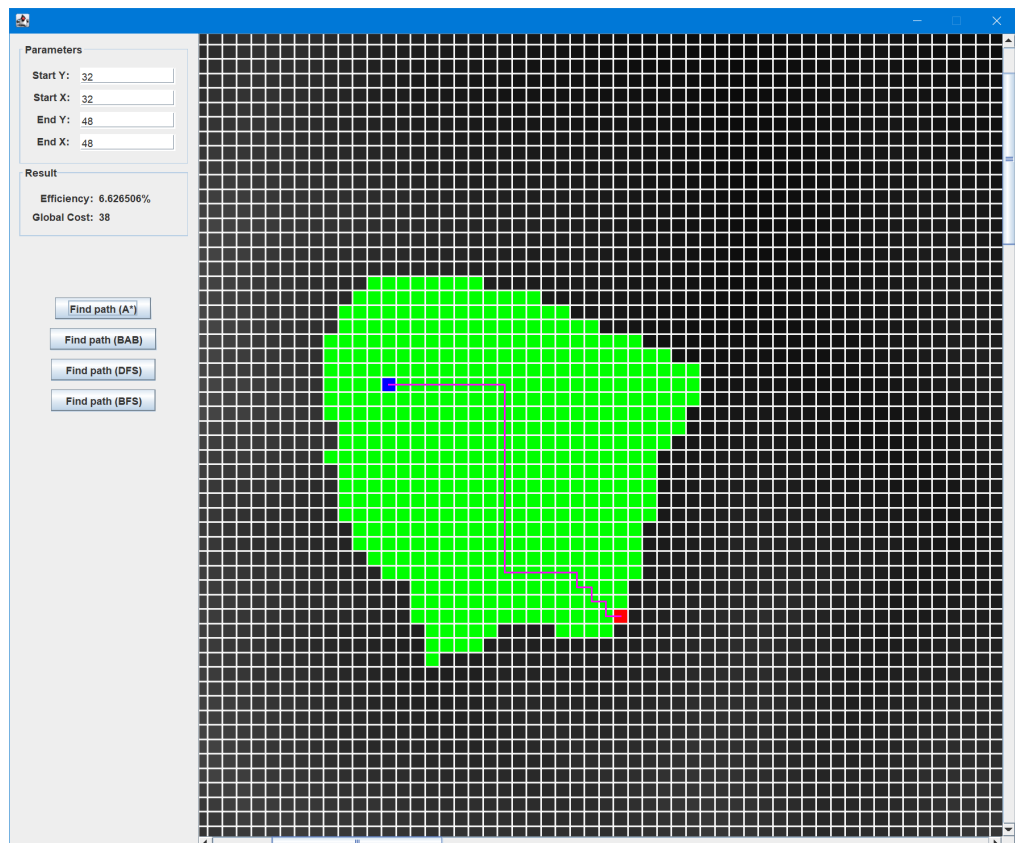 Parameters
Start Y: 32
Start X: 32
End Y: 48
End X: 48
Result
Efficiency: 6.626506%
Global Cost: 38
Find path (A*)
Find path (BAB)
Find path (DFS)
Find path (BFS)